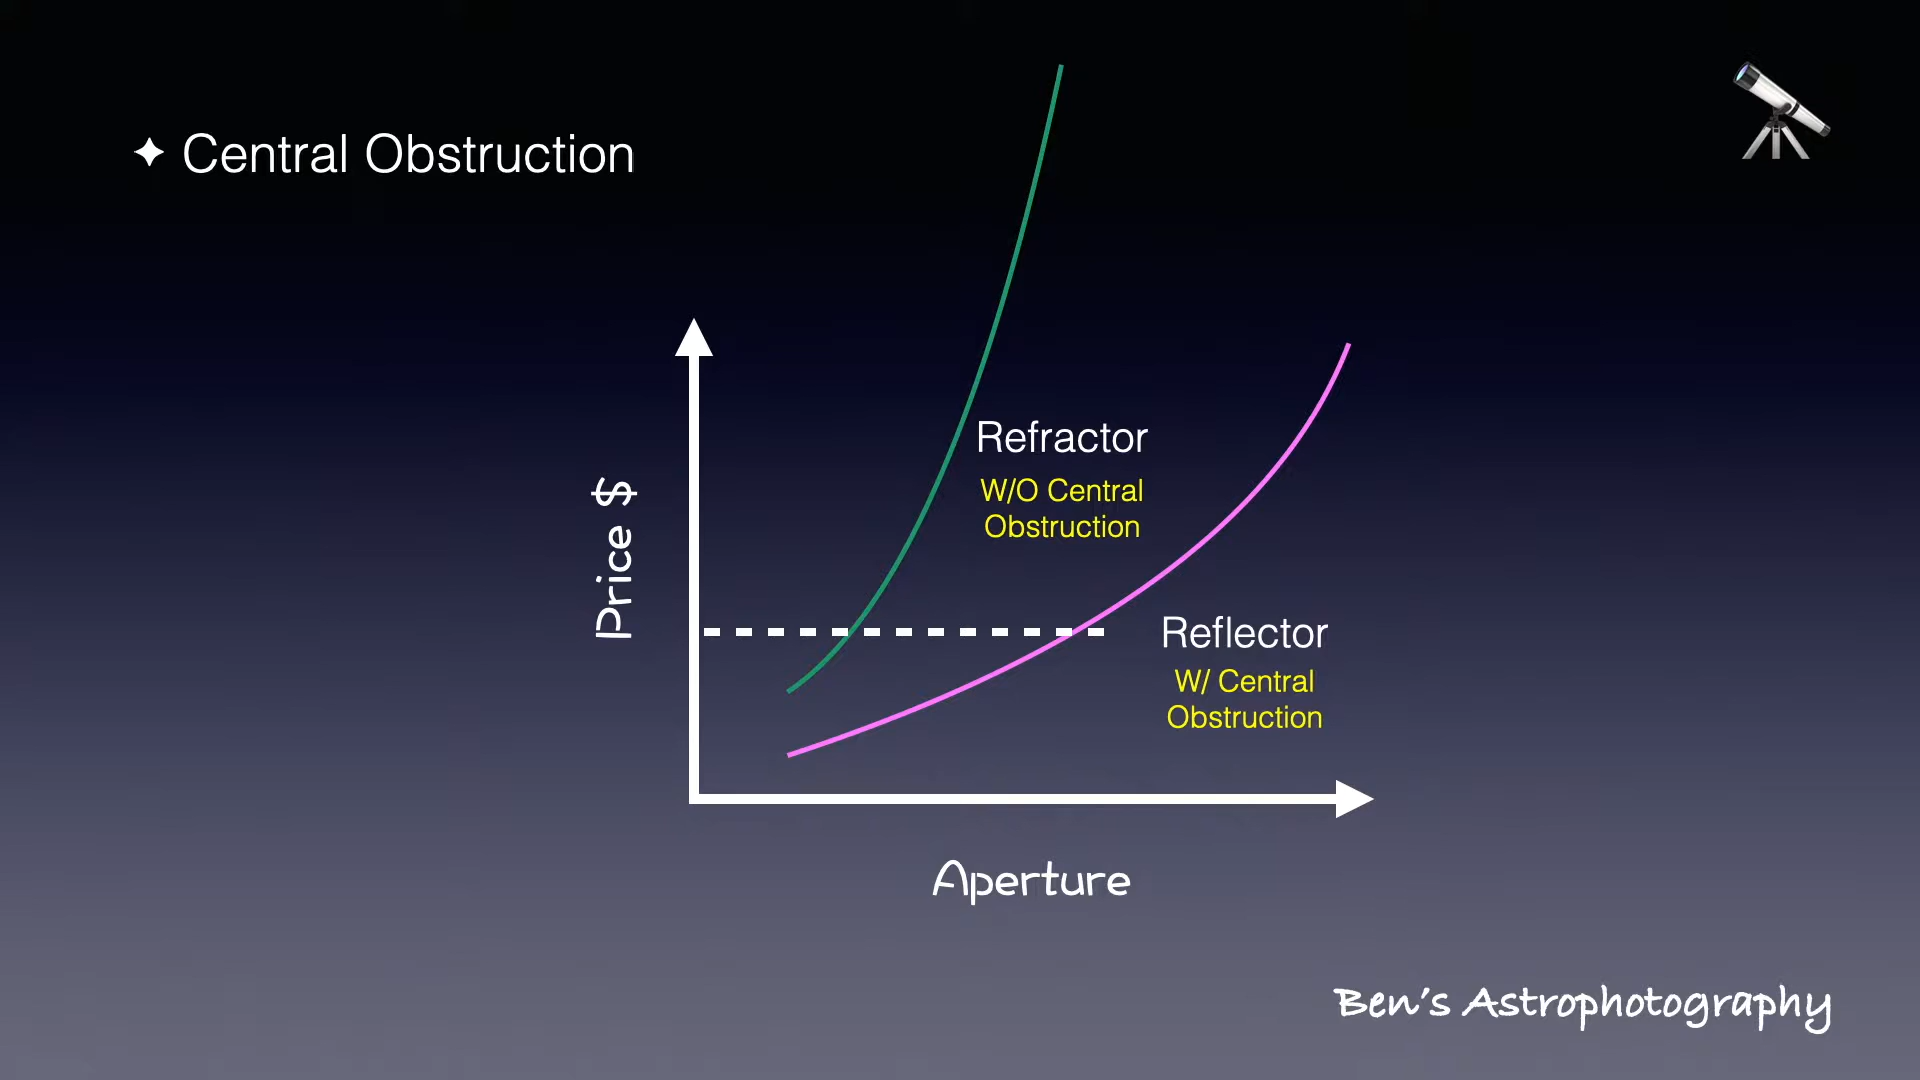 ✦ Central Obstruction
Refractor
W/O Central
Obstruction
Price $
Reflector
W/ Central
Obstruction
Aperture
Ben's Astrophotography